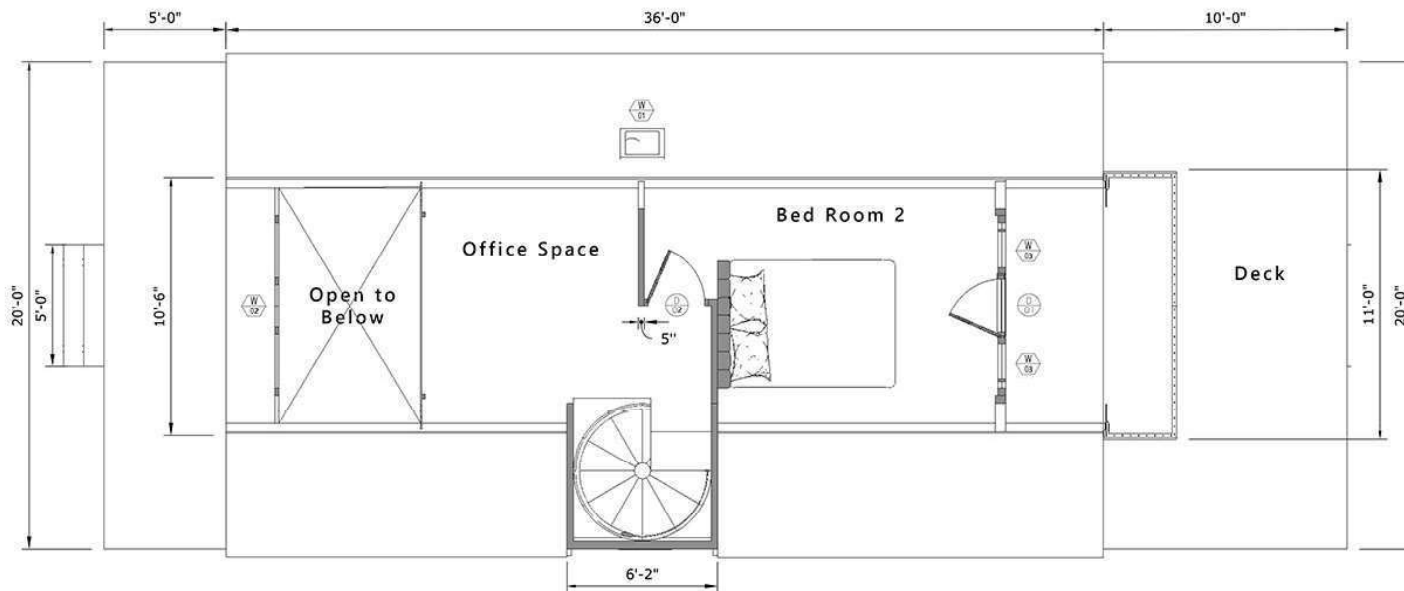 5'-0"
36'-0"
10'-0"
W
01
Bed Room 2
Office Space
W
03
Deck
Open to
Below
W
02
D
02
D
01
20'-0"
5'-0"
10'-6"
11'-0"
20'-0"
5"
W
03
6'-2"